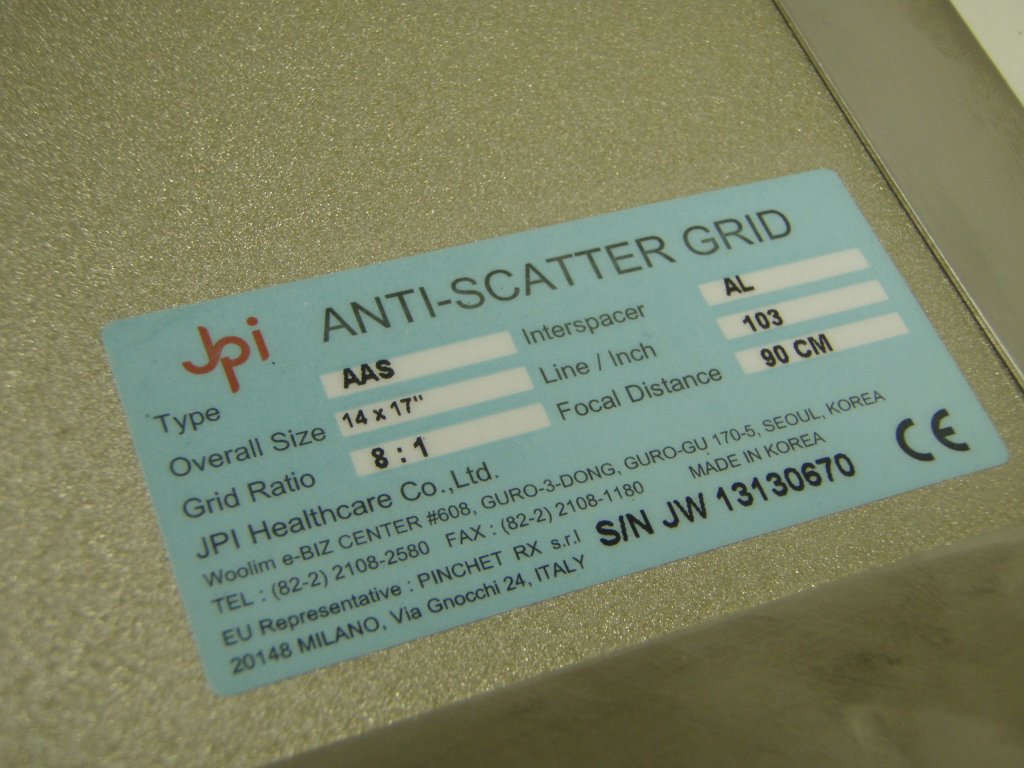 Jpi ANTI-SCATTER GRID
Type AAS Interspacer AL
Overall Size 14 x 17" Line / Inch 103
Grid Ratio 8 : 1 Focal Distance 90 CM
JPI Healthcare Co.,Ltd.
Woolim e-BIZ CENTER #608, GURO-3-DONG, GURO-GU 170-5, SEOUL, KOREA
TEL : (82-2) 2108-2580 FAX : (82-2) 2108-1180 MADE IN KOREA
EU Representative : PINCHET RX s.r.l S/N JW 13130670
20148 MILANO, Via Gnocchi 24, ITALY
CE